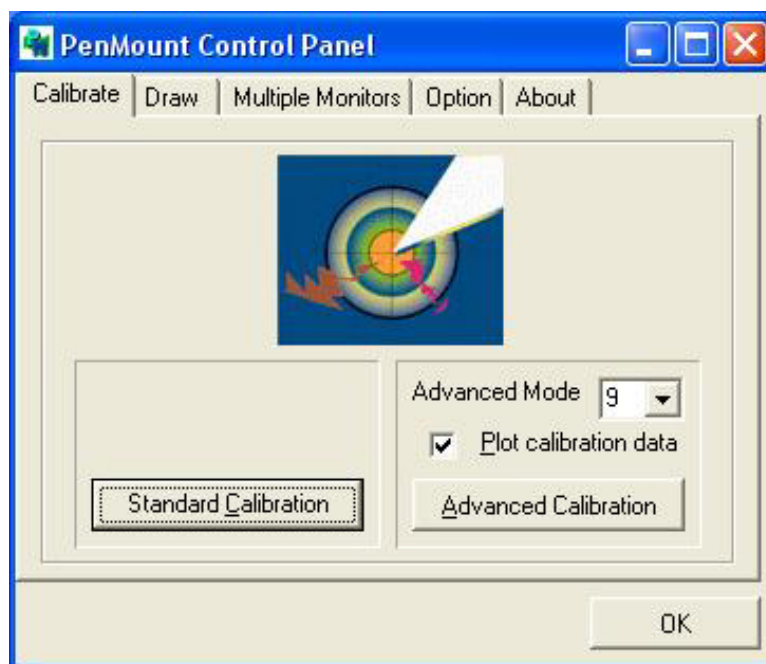 PenMount Control Panel
Calibrate Draw Multiple Monitors Option About
Advanced Mode 9
Plot calibration data
Standard Calibration Advanced Calibration
OK